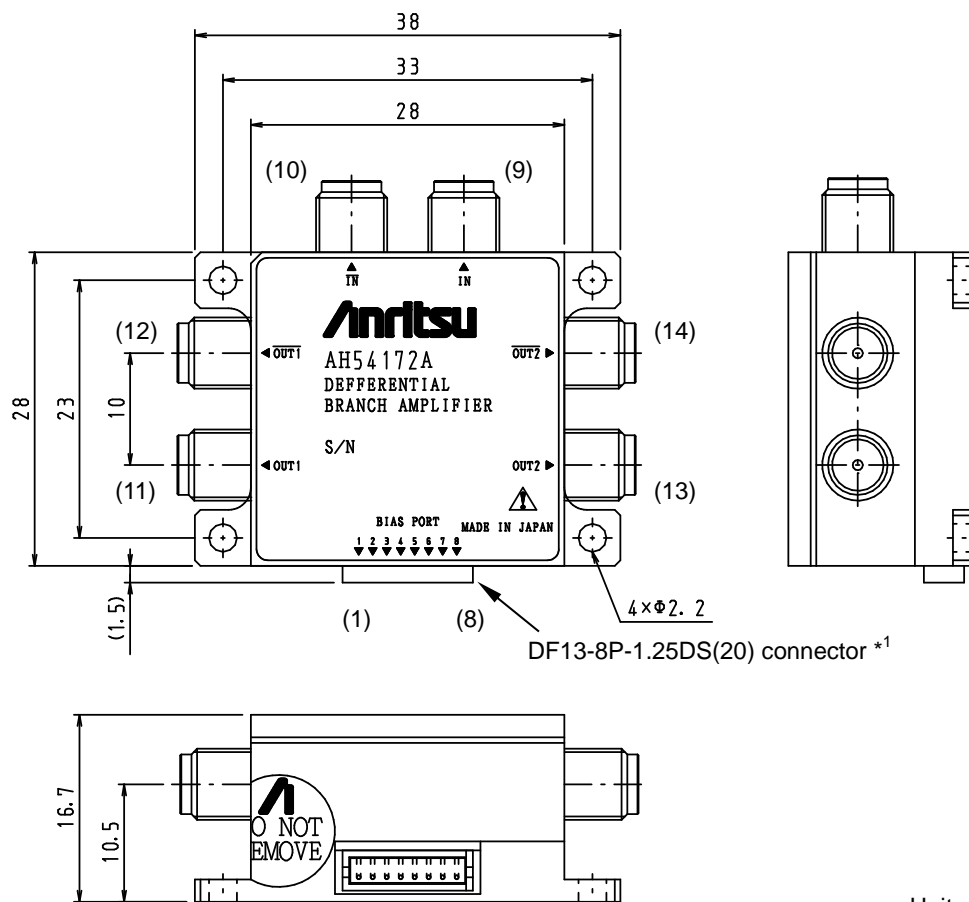 38
33
28
(10)
(9)
IN
IN
Anritsu
(12)
(14)
OUT1
OUT2
AH54172A
DEFFERENTIAL
BRANCH AMPLIFIER
28
23
10
S/N
OUT1
OUT2
(11)
(13)
BIAS PORT
MADE IN JAPAN
1 2 3 4 5 6 7 8
(1.5)
(1)
(8)
4×Φ2.2
DF13-8P-1.25DS(20) connector *1
16.7
10.5
O NOT
EMOVE